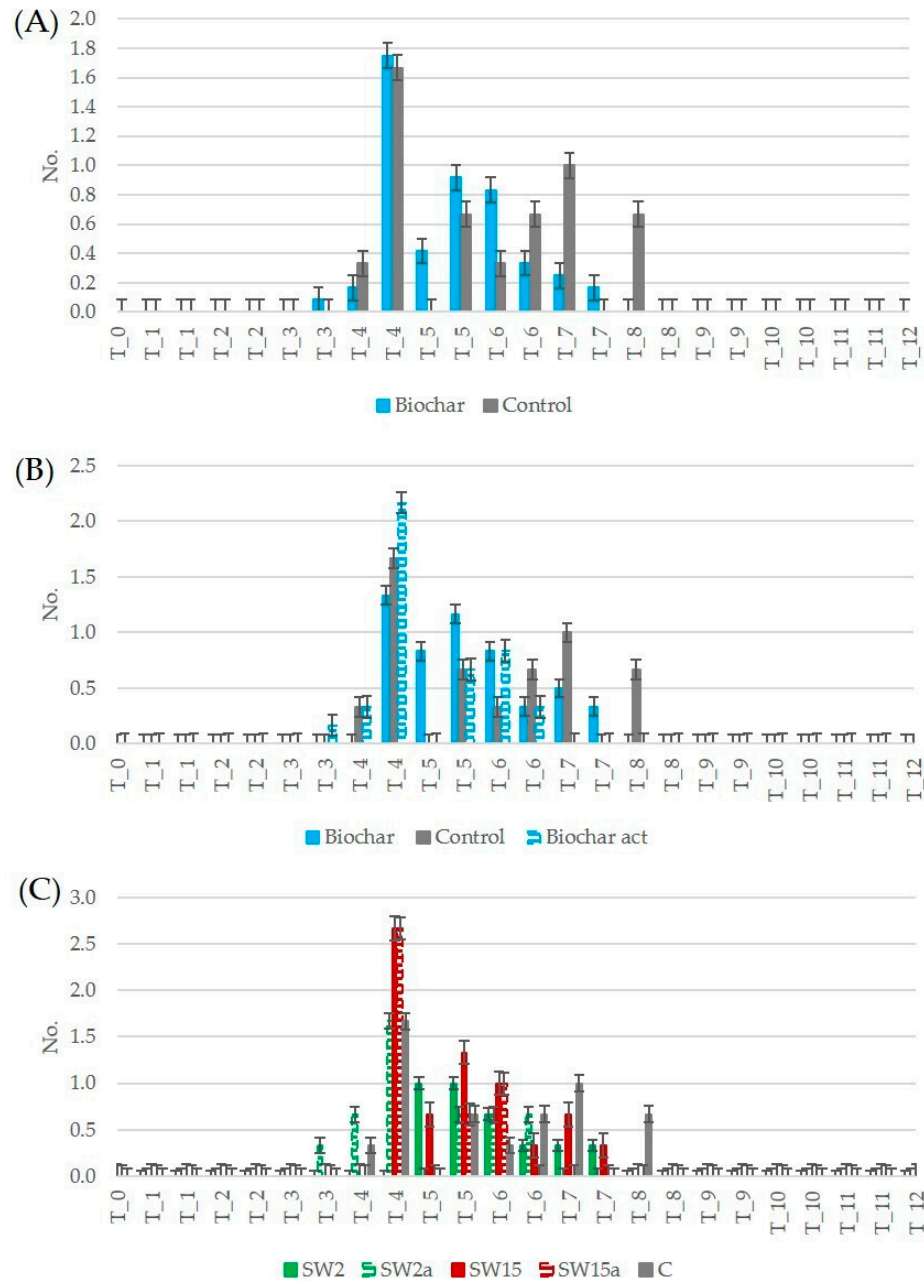 (A)
2.0
1.8
1.6
1.4
1.2
1.0
0.8
0.6
0.4
0.2
0.0
No.
T_0 T_1 T_1 T_2 T_2 T_3 T_3 T_4 T_4 T_5 T_5 T_6 T_6 T_7 T_7 T_8 T_8 T_9 T_9 T_10 T_10 T_11 T_11 T_12
Biochar Control
(B)
2.5
2.0
1.5
1.0
0.5
0.0
No.
T_0 T_1 T_1 T_2 T_2 T_3 T_3 T_4 T_4 T_5 T_5 T_6 T_6 T_7 T_7 T_8 T_8 T_9 T_9 T_10 T_10 T_11 T_11 T_12
Biochar Control Biochar act
(C)
3.0
2.5
2.0
1.5
1.0
0.5
0.0
No.
T_0 T_1 T_1 T_2 T_2 T_3 T_3 T_4 T_4 T_5 T_5 T_6 T_6 T_7 T_7 T_8 T_8 T_9 T_9 T_10 T_10 T_11 T_11 T_12
SW2 SW2a SW15 SW15a C